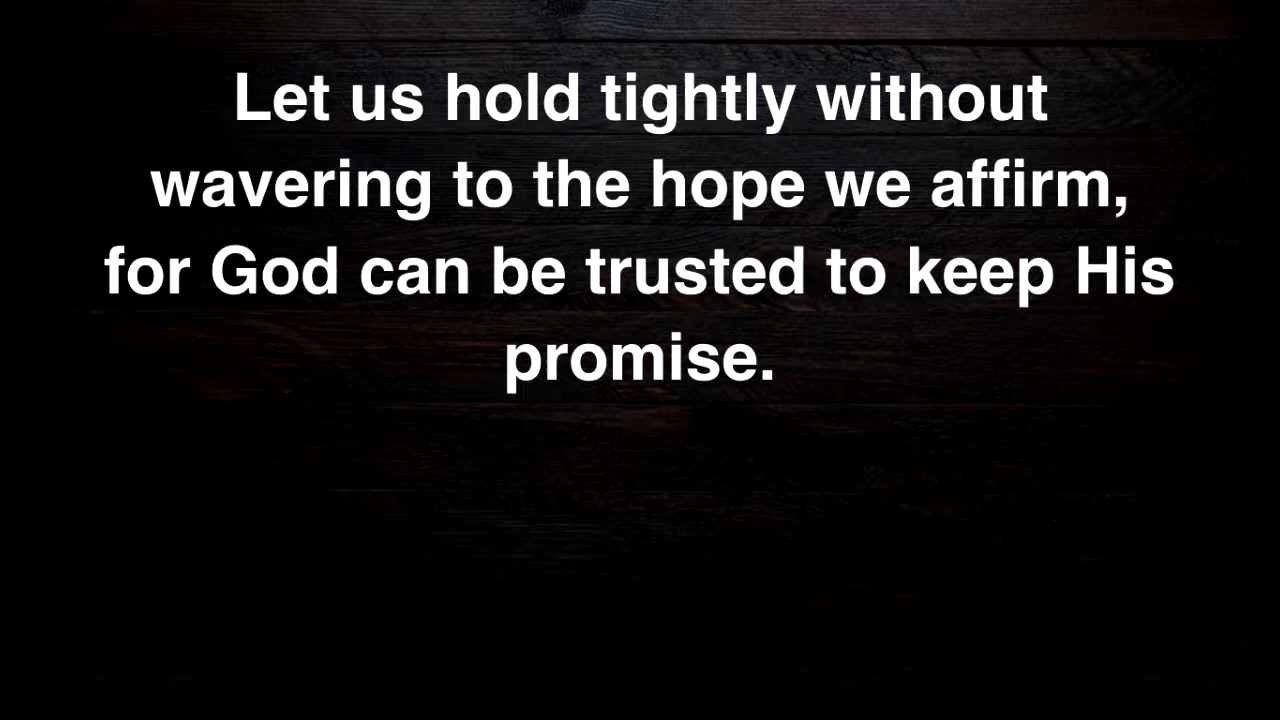 Let us hold tightly without
wavering to the hope we affirm,
for God can be trusted to keep His
promise.